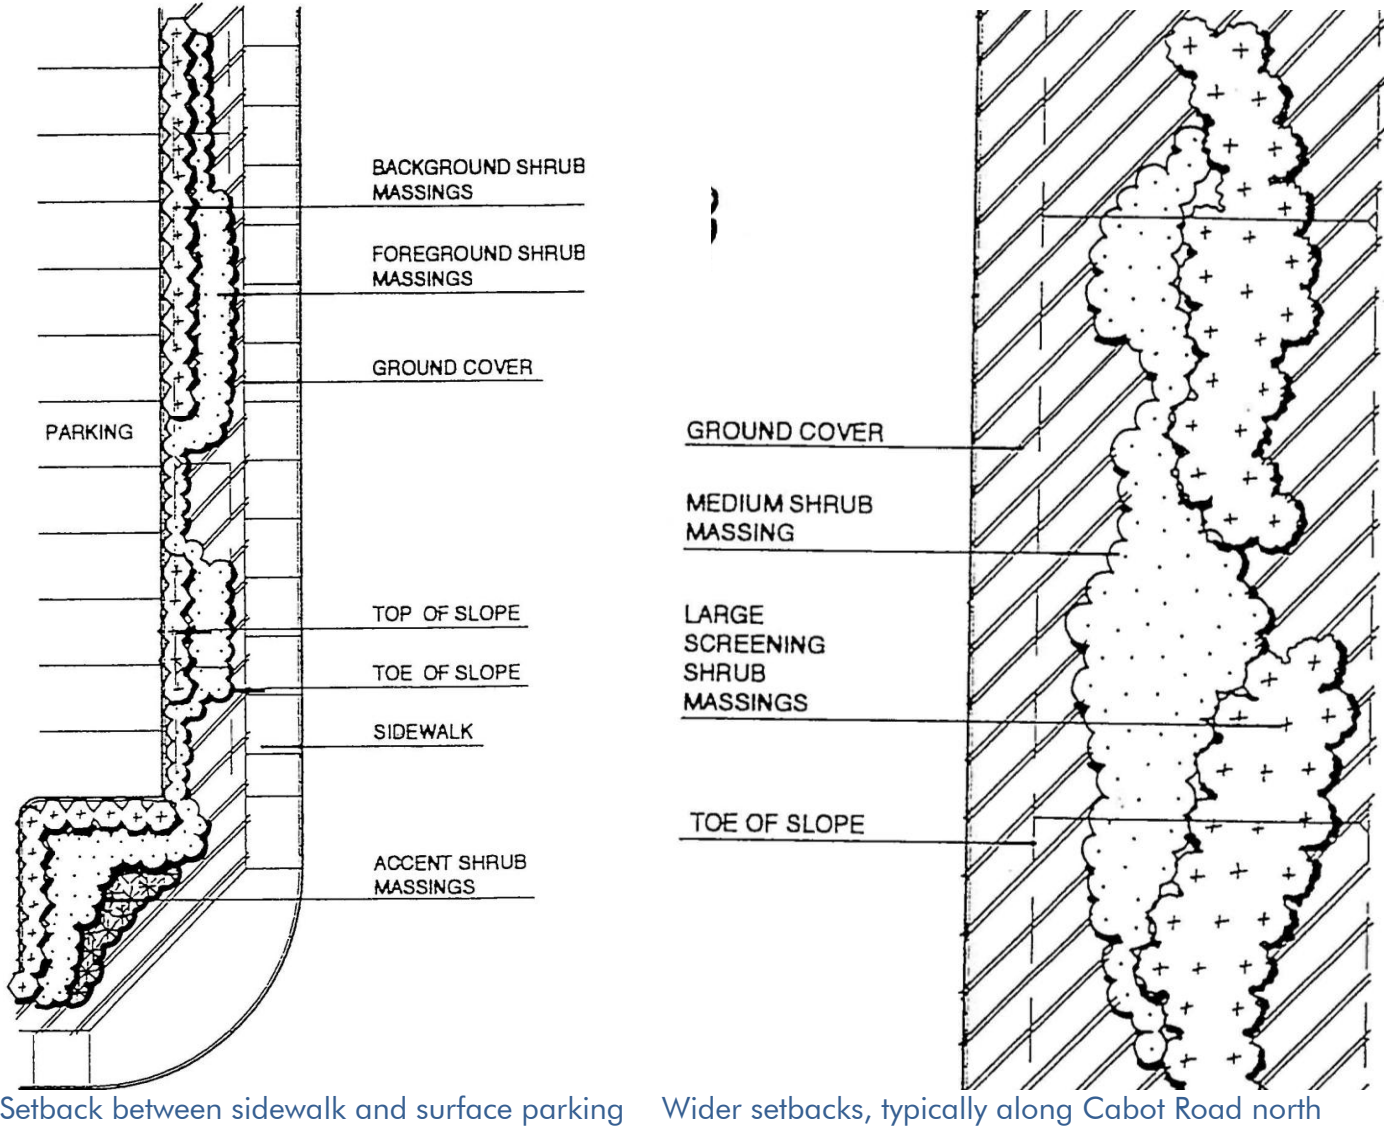 BACKGROUND SHRUB
MASSINGS
FOREGROUND SHRUB
MASSINGS
GROUND COVER
PARKING
TOP OF SLOPE
TOE OF SLOPE
SIDEWALK
ACCENT SHRUB
MASSINGS
Setback between sidewalk and surface parking
GROUND COVER
MEDIUM SHRUB
MASSING
LARGE
SCREENING
SHRUB
MASSINGS
TOE OF SLOPE
Wider setbacks, typically along Cabot Road north